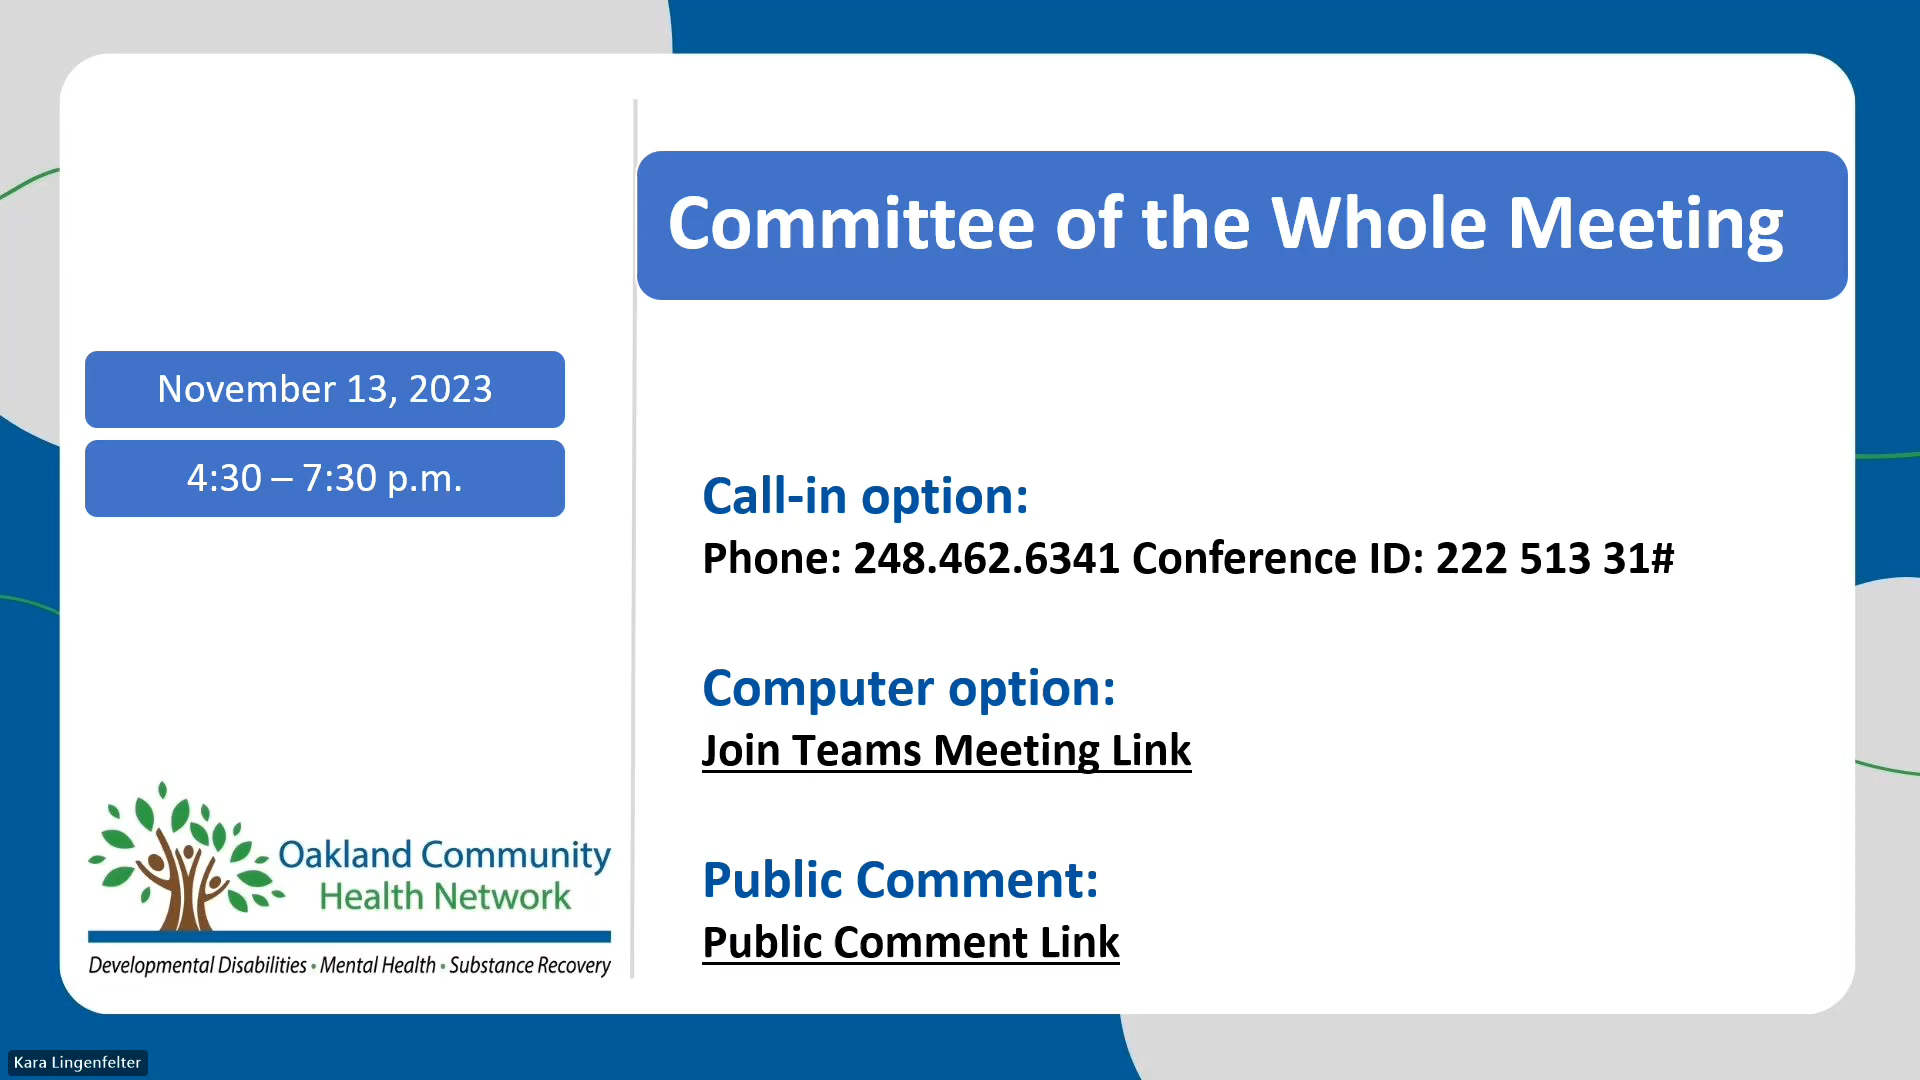 Committee of the Whole Meeting
November 13, 2023
4:30 – 7:30 p.m.
Call-in option:
Phone: 248.462.6341 Conference ID: 222 513 31#
Computer option:
Join Teams Meeting Link
Public Comment:
Public Comment Link
Oakland Community
Health Network
Developmental Disabilities • Mental Health • Substance Recovery
Kara Lingenfelter